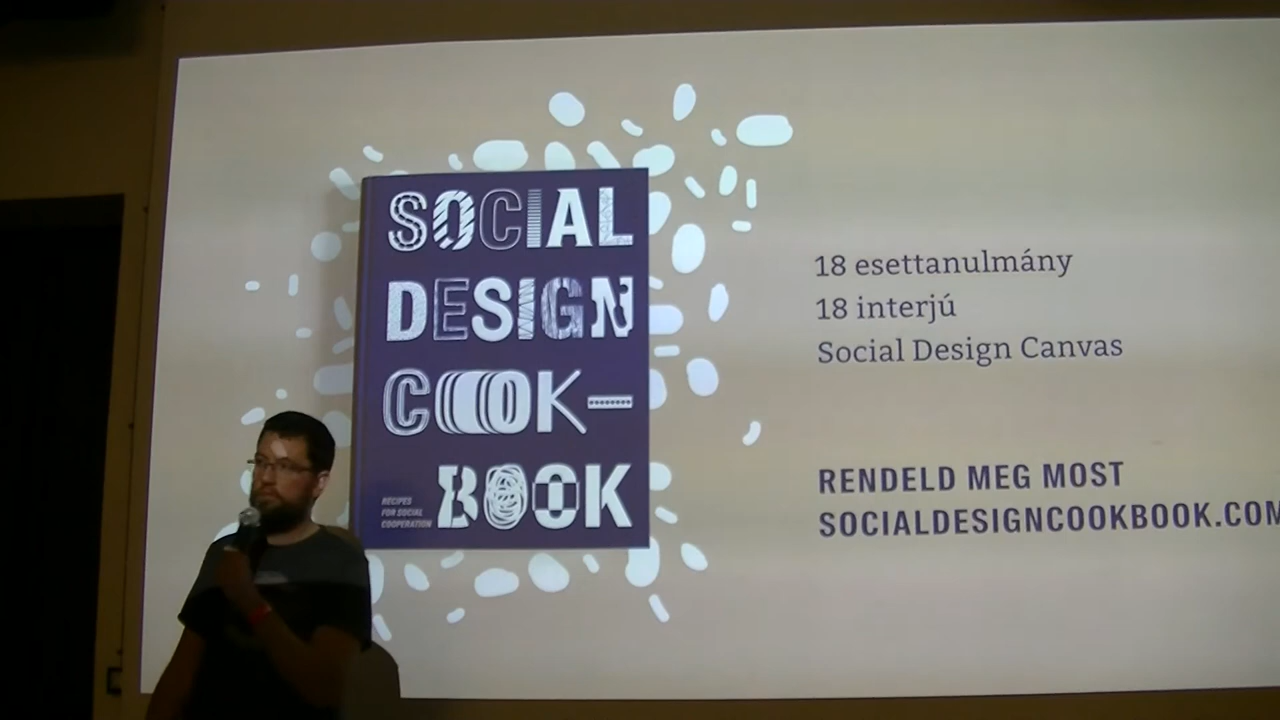 SOCIAL
DESIGN
COOK-
BOOK
RECIPES
FOR SOCIAL
COOPERATION
18 esettanulmány
18 interjú
Social Design Canvas
RENDELD MEG MOST
SOCIALDESIGNCOOKBOOK.COM